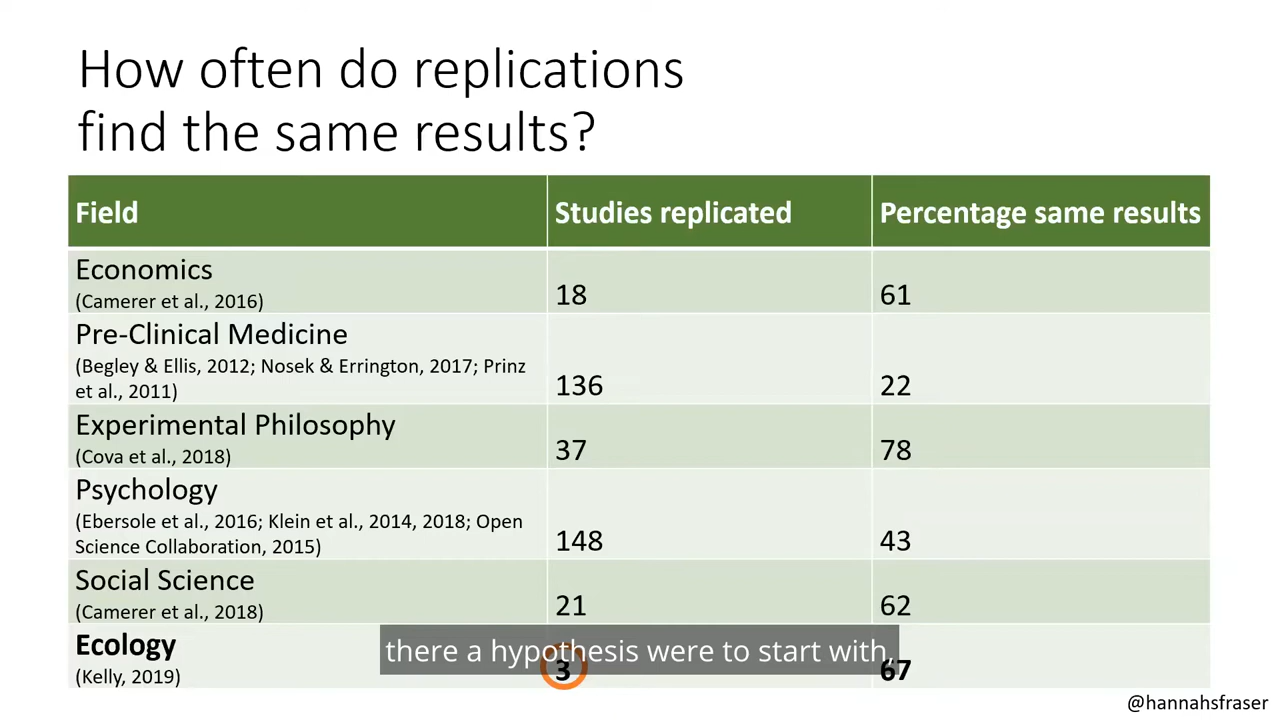 How often do replications
find the same results?
Field Studies replicated Percentage same results
Economics
(Camerer et al., 2016) 18 61
Pre-Clinical Medicine
(Begley & Ellis, 2012; Nosek & Errington, 2017; Prinz
et al., 2011) 136 22
Experimental Philosophy
(Cova et al., 2018) 37 78
Psychology
(Ebersole et al., 2016; Klein et al., 2014, 2018; Open
Science Collaboration, 2015) 148 43
Social Science
(Camerer et al., 2018) 21 62
Ecology
there a hypothesis were to start with,
(Kelly, 2019) 3 67
@hannahsfraser